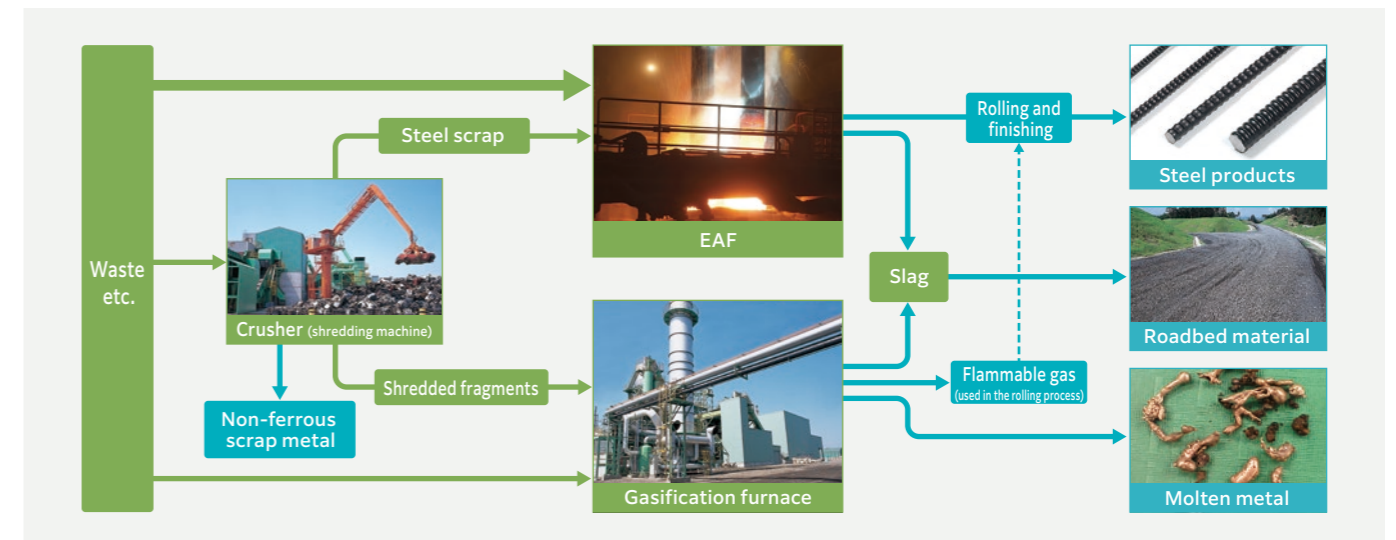 Waste
etc.
Steel scrap
Crusher (shredding machine)
Non-ferrous
scrap metal
Shredded fragments
EAF
Gasification furnace
Slag
Rolling and
finishing
Flammable gas
(used in the rolling process)
Steel products
Roadbed material
Molten metal